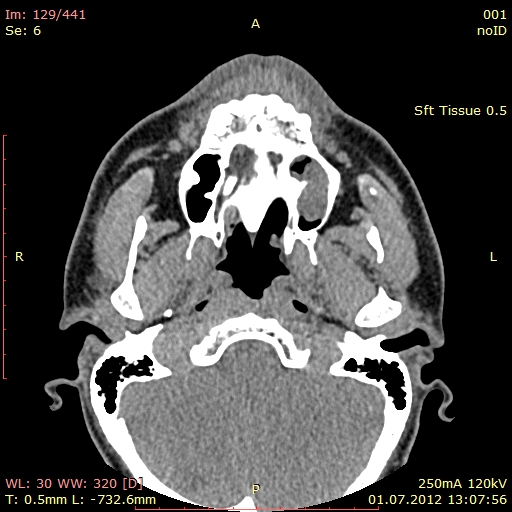 Im: 129/441
Se: 6
A
001
noID
Sft Tissue 0.5
R
L
WL: 30 WW: 320 [D]
T: 0.5mm L: -732.6mm
P
250mA 120kV
01.07.2012 13:07:56